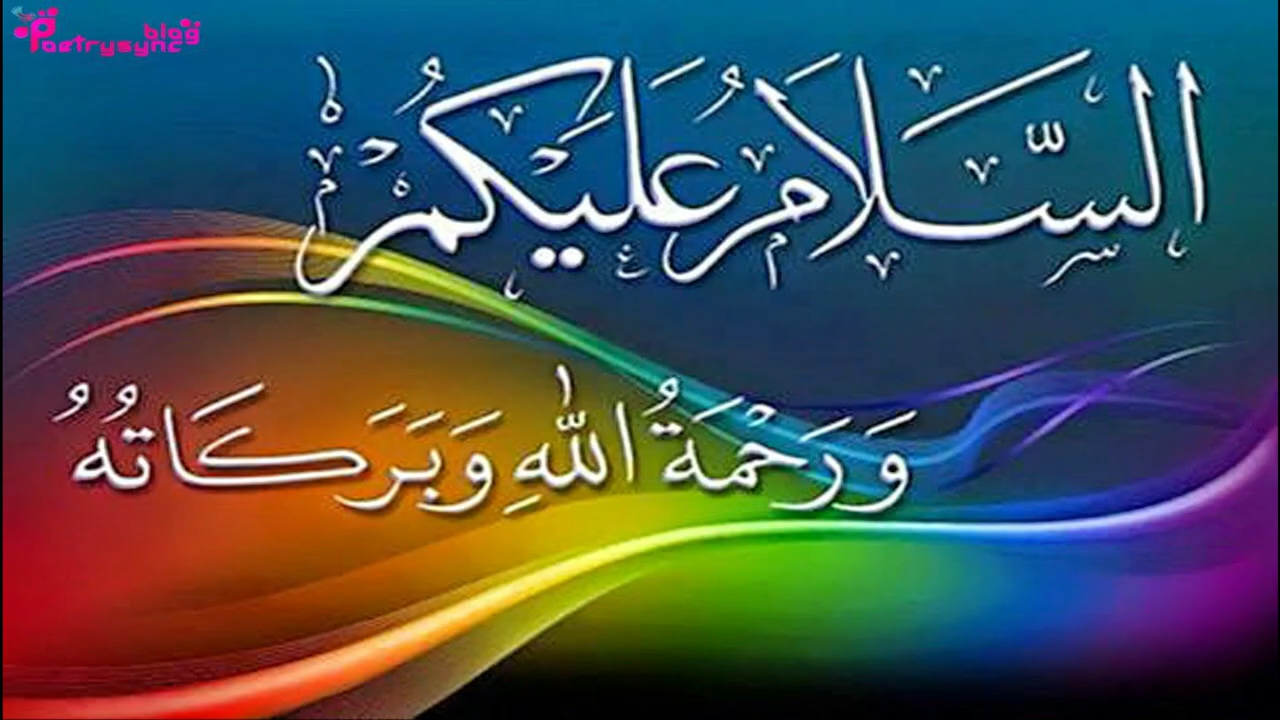 Poetrysync blog
السَّلَامُ عَلَيْكُمْ
وَرَحْمَةُ اللهِ وَبَرَكَاتُهُ